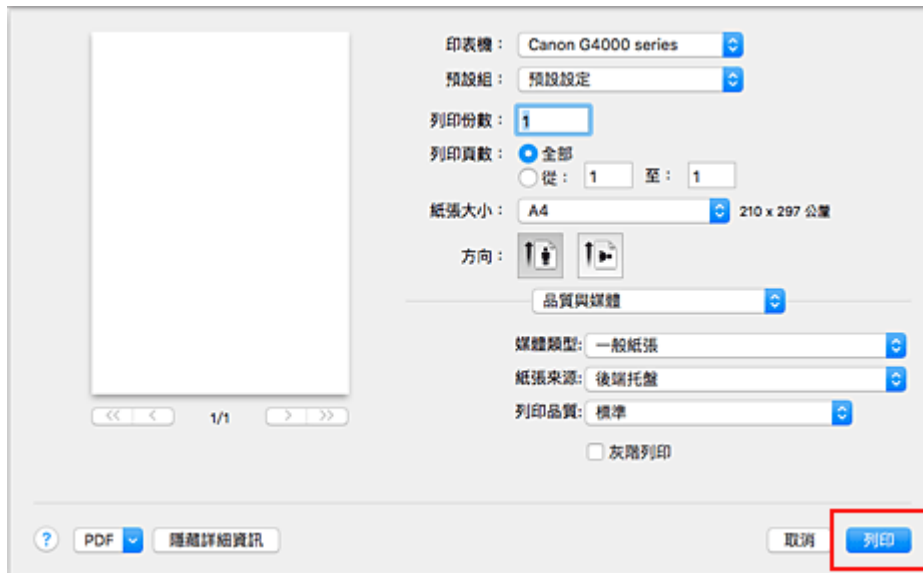 印表機： Canon G4000 series
預設組： 預設設定
列印份數： 1
列印頁數： 全部
從： 1 至： 1
紙張大小： A4 210 x 297 公釐
方向：
品質與媒體
媒體類型: 一般紙張
紙張來源: 後端托盤
列印品質: 標準
灰階列印
<< < 1/1 > >>
? PDF 隱藏詳細資訊 取消 列印